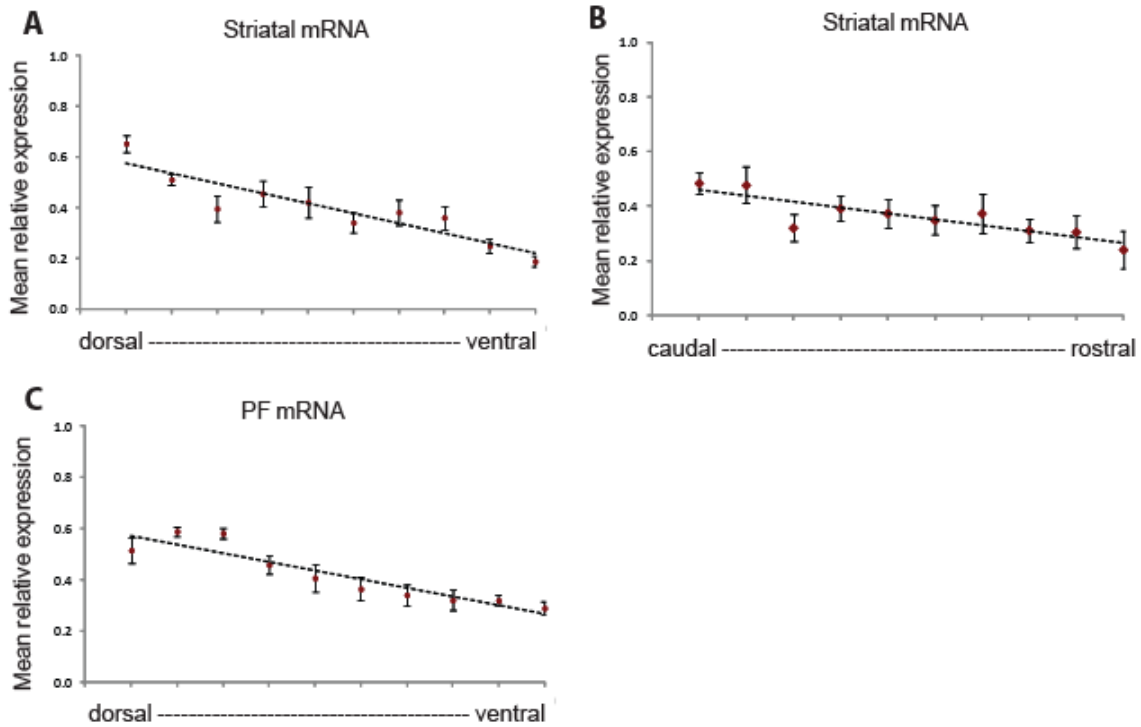 A
Striatal mRNA
Mean relative expression
1.0
0.8
0.6
0.4
0.2
0.0
dorsal ---------------------------------------- ventral
B
Striatal mRNA
Mean relative expression
1.0
0.8
0.6
0.4
0.2
0.0
caudal ---------------------------------------- rostral
C
PF mRNA
Mean relative expression
1.0
0.8
0.6
0.4
0.2
0.0
dorsal ---------------------------------------- ventral